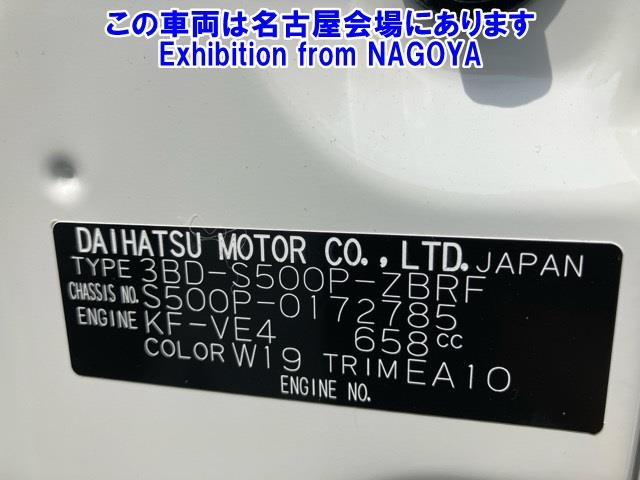 この車両は名古屋会場にあります
Exhibition from NAGOYA
DAIHATSU MOTOR CO., LTD. JAPAN
TYPE 3BD-S500P-ZBRF
CHASSIS NO. S500P-0172785
ENGINE KF-VE4 658cc
COLOR W19 TRIM EA10
ENGINE NO.